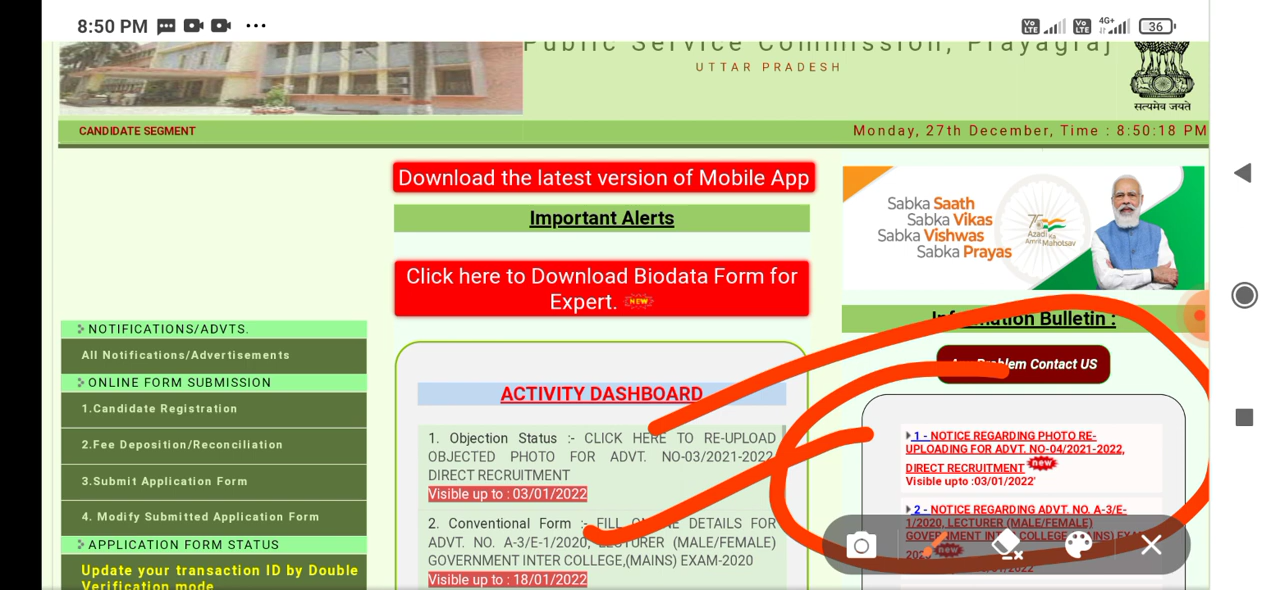 8:50 PM
4G+
36
Public Service Commission, Prayagraj
UTTAR PRADESH
सत्यमेव जयते
CANDIDATE SEGMENT
Monday, 27th December, Time : 8:50:18 PM
NOTIFICATIONS/ADVTS.
All Notifications/Advertisements
ONLINE FORM SUBMISSION
1.Candidate Registration
2.Fee Deposition/Reconciliation
3.Submit Application Form
4. Modify Submitted Application Form
APPLICATION FORM STATUS
Update your transaction ID by Double
Verification mode
Download the latest version of Mobile App
Important Alerts
Click here to Download Biodata Form for
Expert. NEW
ACTIVITY DASHBOARD
1. Objection Status :- CLICK HERE TO RE-UPLOAD
OBJECTED PHOTO FOR ADVT. NO-03/2021-2022,
DIRECT RECRUITMENT
Visible up to : 03/01/2022
2. Conventional Form :- FILL ONLINE DETAILS FOR
ADVT. NO. A-3/E-1/2020, LECTURER (MALE/FEMALE)
GOVERNMENT INTER COLLEGE,(MAINS) EXAM-2020
Visible up to : 18/01/2022
Sabka Saath
Sabka Vikas
Sabka Vishwas
Sabka Prayas
75
Azadi Ka
Amrit Mahotsav
Information Bulletin :
Problem Contact US
1 - NOTICE REGARDING PHOTO RE-
UPLOADING FOR ADVT. NO-04/2021-2022,
DIRECT RECRUITMENT new
Visible upto :03/01/2022'
2 - NOTICE REGARDING ADVT. NO. A-3/E-
1/2020, LECTURER (MALE/FEMALE)
GOVERNMENT INTER COLLEGE,(MAINS)
new